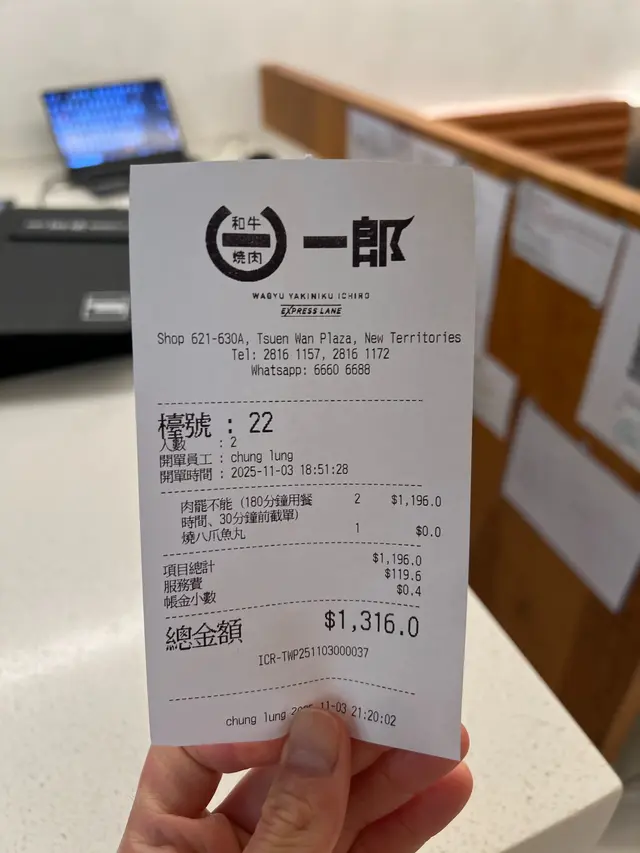 和牛
燒肉
一郎
WAGYU YAKINIKU ICHIRO
EXPRESS LANE
Shop 621-630A, Tsuen Wan Plaza, New Territories
Tel: 2816 1157, 2816 1172
Whatsapp: 6660 6688
檯號 : 22
人數 : 2
開單員工 : chung lung
開單時間 : 2025-11-03 18:51:28
肉罷不能 (180分鐘用餐 2 $1,196.0
時間、30分鐘前截單)
燒八爪魚丸 1 $0.0
項目總計 $1,196.0
服務費 $119.6
帳金小數 $0.4
總金額 $1,316.0
ICR-TWP251103000037
chung lung 11-03 21:20:02